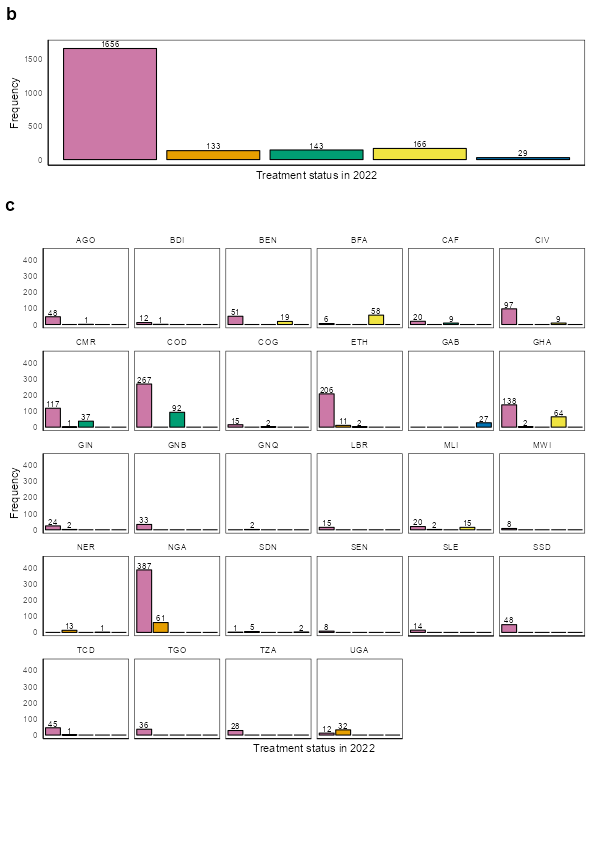 b
1656
133
143
166
29
1500
1000
500
0
Frequency
Treatment status in 2022
c
AGO BDI BEN BFA CAF CIV
400
300
200
100
0
48 1 12 1 51 19 6 58 20 9 97 9
CMR COD COG ETH GAB GHA
400
300
200
100
0
117 1 37 267 92 15 2 206 11 2 27 138 2 64
GIN GNB GNQ LBR MLI MWI
400
300
200
100
0
24 2 33 2 15 20 2 15 8
Frequency
NER NGA SDN SEN SLE SSD
400
300
200
100
0
13 1 387 61 1 5 2 8 14 48
TCD TGO TZA UGA
400
300
200
100
0
45 1 36 28 12 32
Treatment status in 2022